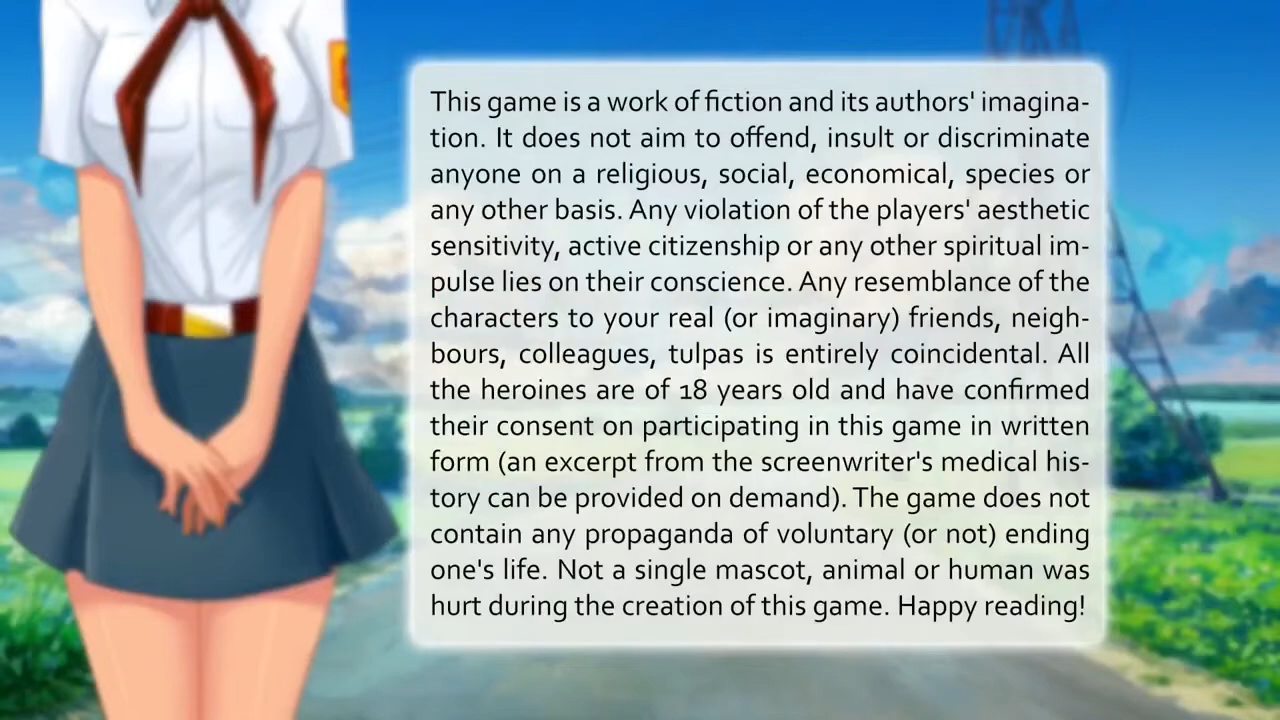 This game is a work of fiction and its authors' imagina-
tion. It does not aim to offend, insult or discriminate
anyone on a religious, social, economical, species or
any other basis. Any violation of the players' aesthetic
sensitivity, active citizenship or any other spiritual im-
pulse lies on their conscience. Any resemblance of the
characters to your real (or imaginary) friends, neigh-
bours, colleagues, tulpas is entirely coincidental. All
the heroines are of 18 years old and have confirmed
their consent on participating in this game in written
form (an excerpt from the screenwriter's medical his-
tory can be provided on demand). The game does not
contain any propaganda of voluntary (or not) ending
one's life. Not a single mascot, animal or human was
hurt during the creation of this game. Happy reading!